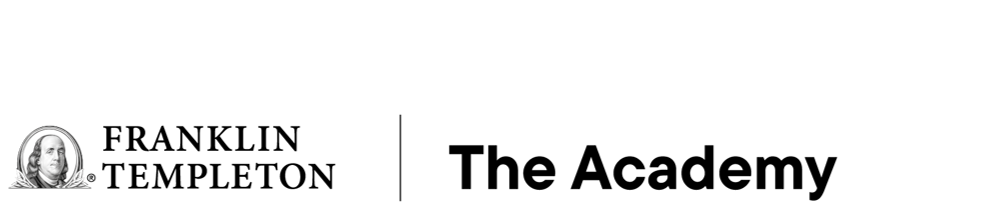 FRANKLIN
TEMPLETON
®
The Academy